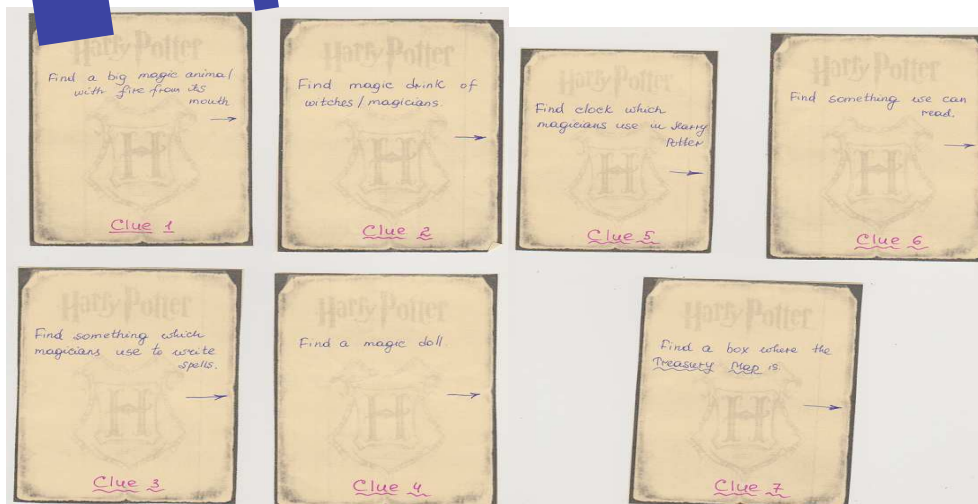 Harry Potter
Find a big magic animal
with fire from its
mouth
Clue 1
Harry Potter
Find magic drink of
witches/magicians.
Clue 2
Harry Potter
Find clock which
magicians use in Harry
Potter
H
Clue 5
Harry Potter
Find something we can
read.
H
Clue 6
Harry Potter
Find something which
magicians use to write
spells.
H
Clue 3
Harry Potter
Find a magic doll.
H
Clue 4
Harry Potter
Find a box where the
Treasury Map is.
H
Clue 7